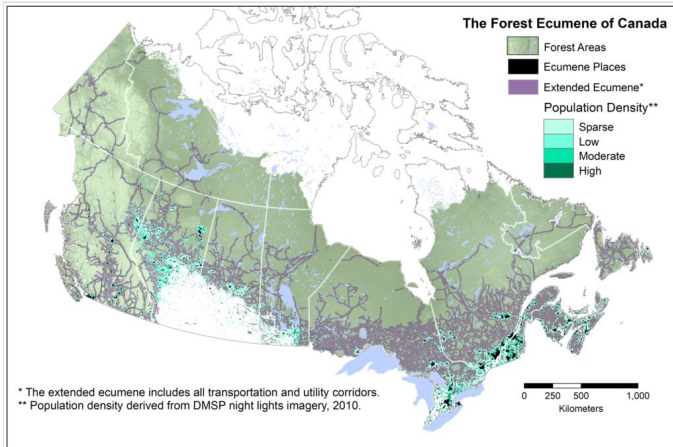 The Forest Ecumene of Canada
Forest Areas
Ecumene Places
Extended Ecumene*
Population Density**
Sparse
Low
Moderate
High
* The extended ecumene includes all transportation and utility corridors.
** Population density derived from DMSP night lights imagery, 2010.
0 250 500 1,000
Kilometers